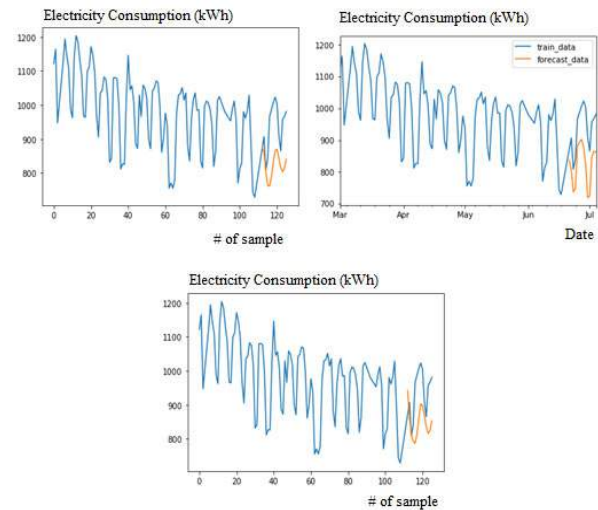 Electricity Consumption (kWh)
1200
1100
1000
900
800
0 20 40 60 80 100 120
# of sample
Electricity Consumption (kWh)
train_data
forecast_data
1200
1100
1000
900
800
700
Mar Apr May Jun Jul
Date
Electricity Consumption (kWh)
1200
1100
1000
900
800
0 20 40 60 80 100 120
# of sample